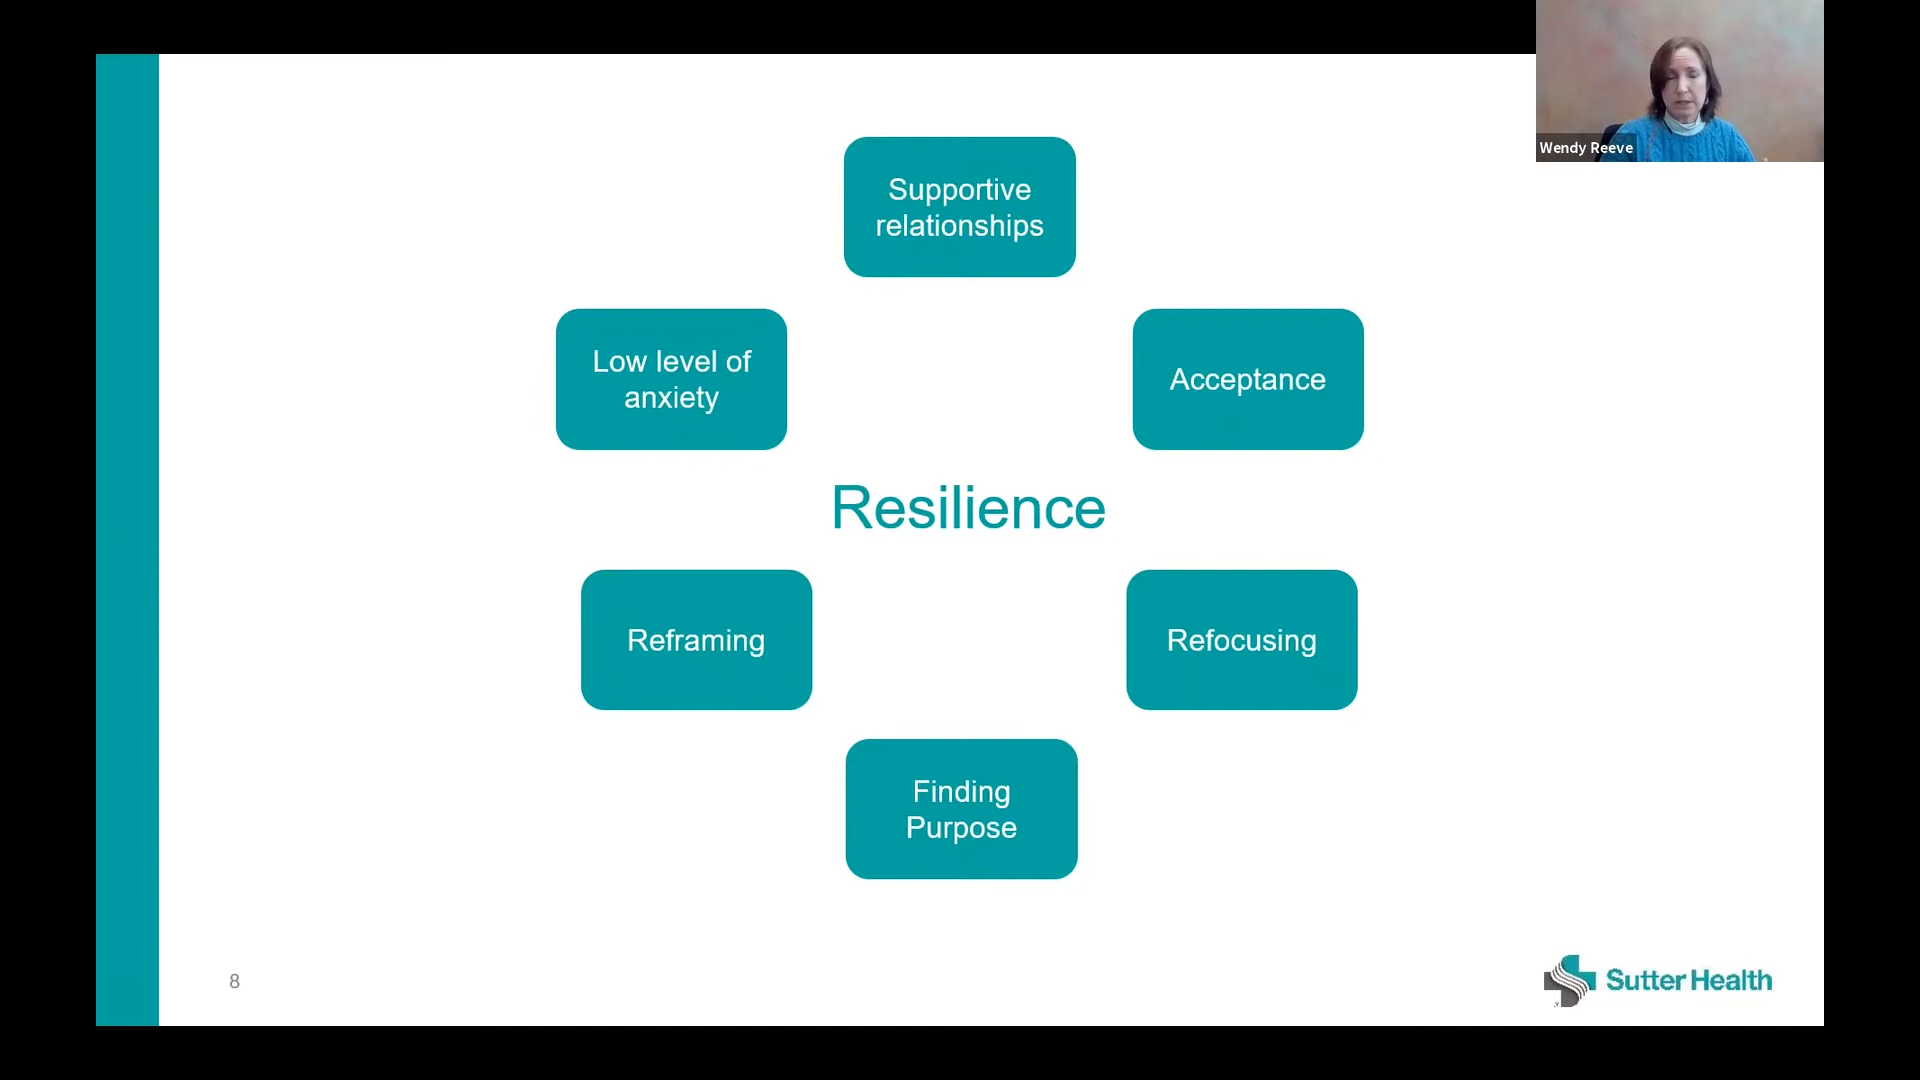 Wendy Reeve
Supportive
relationships
Low level of
anxiety
Acceptance
Resilience
Reframing
Refocusing
Finding
Purpose
8
Sutter Health